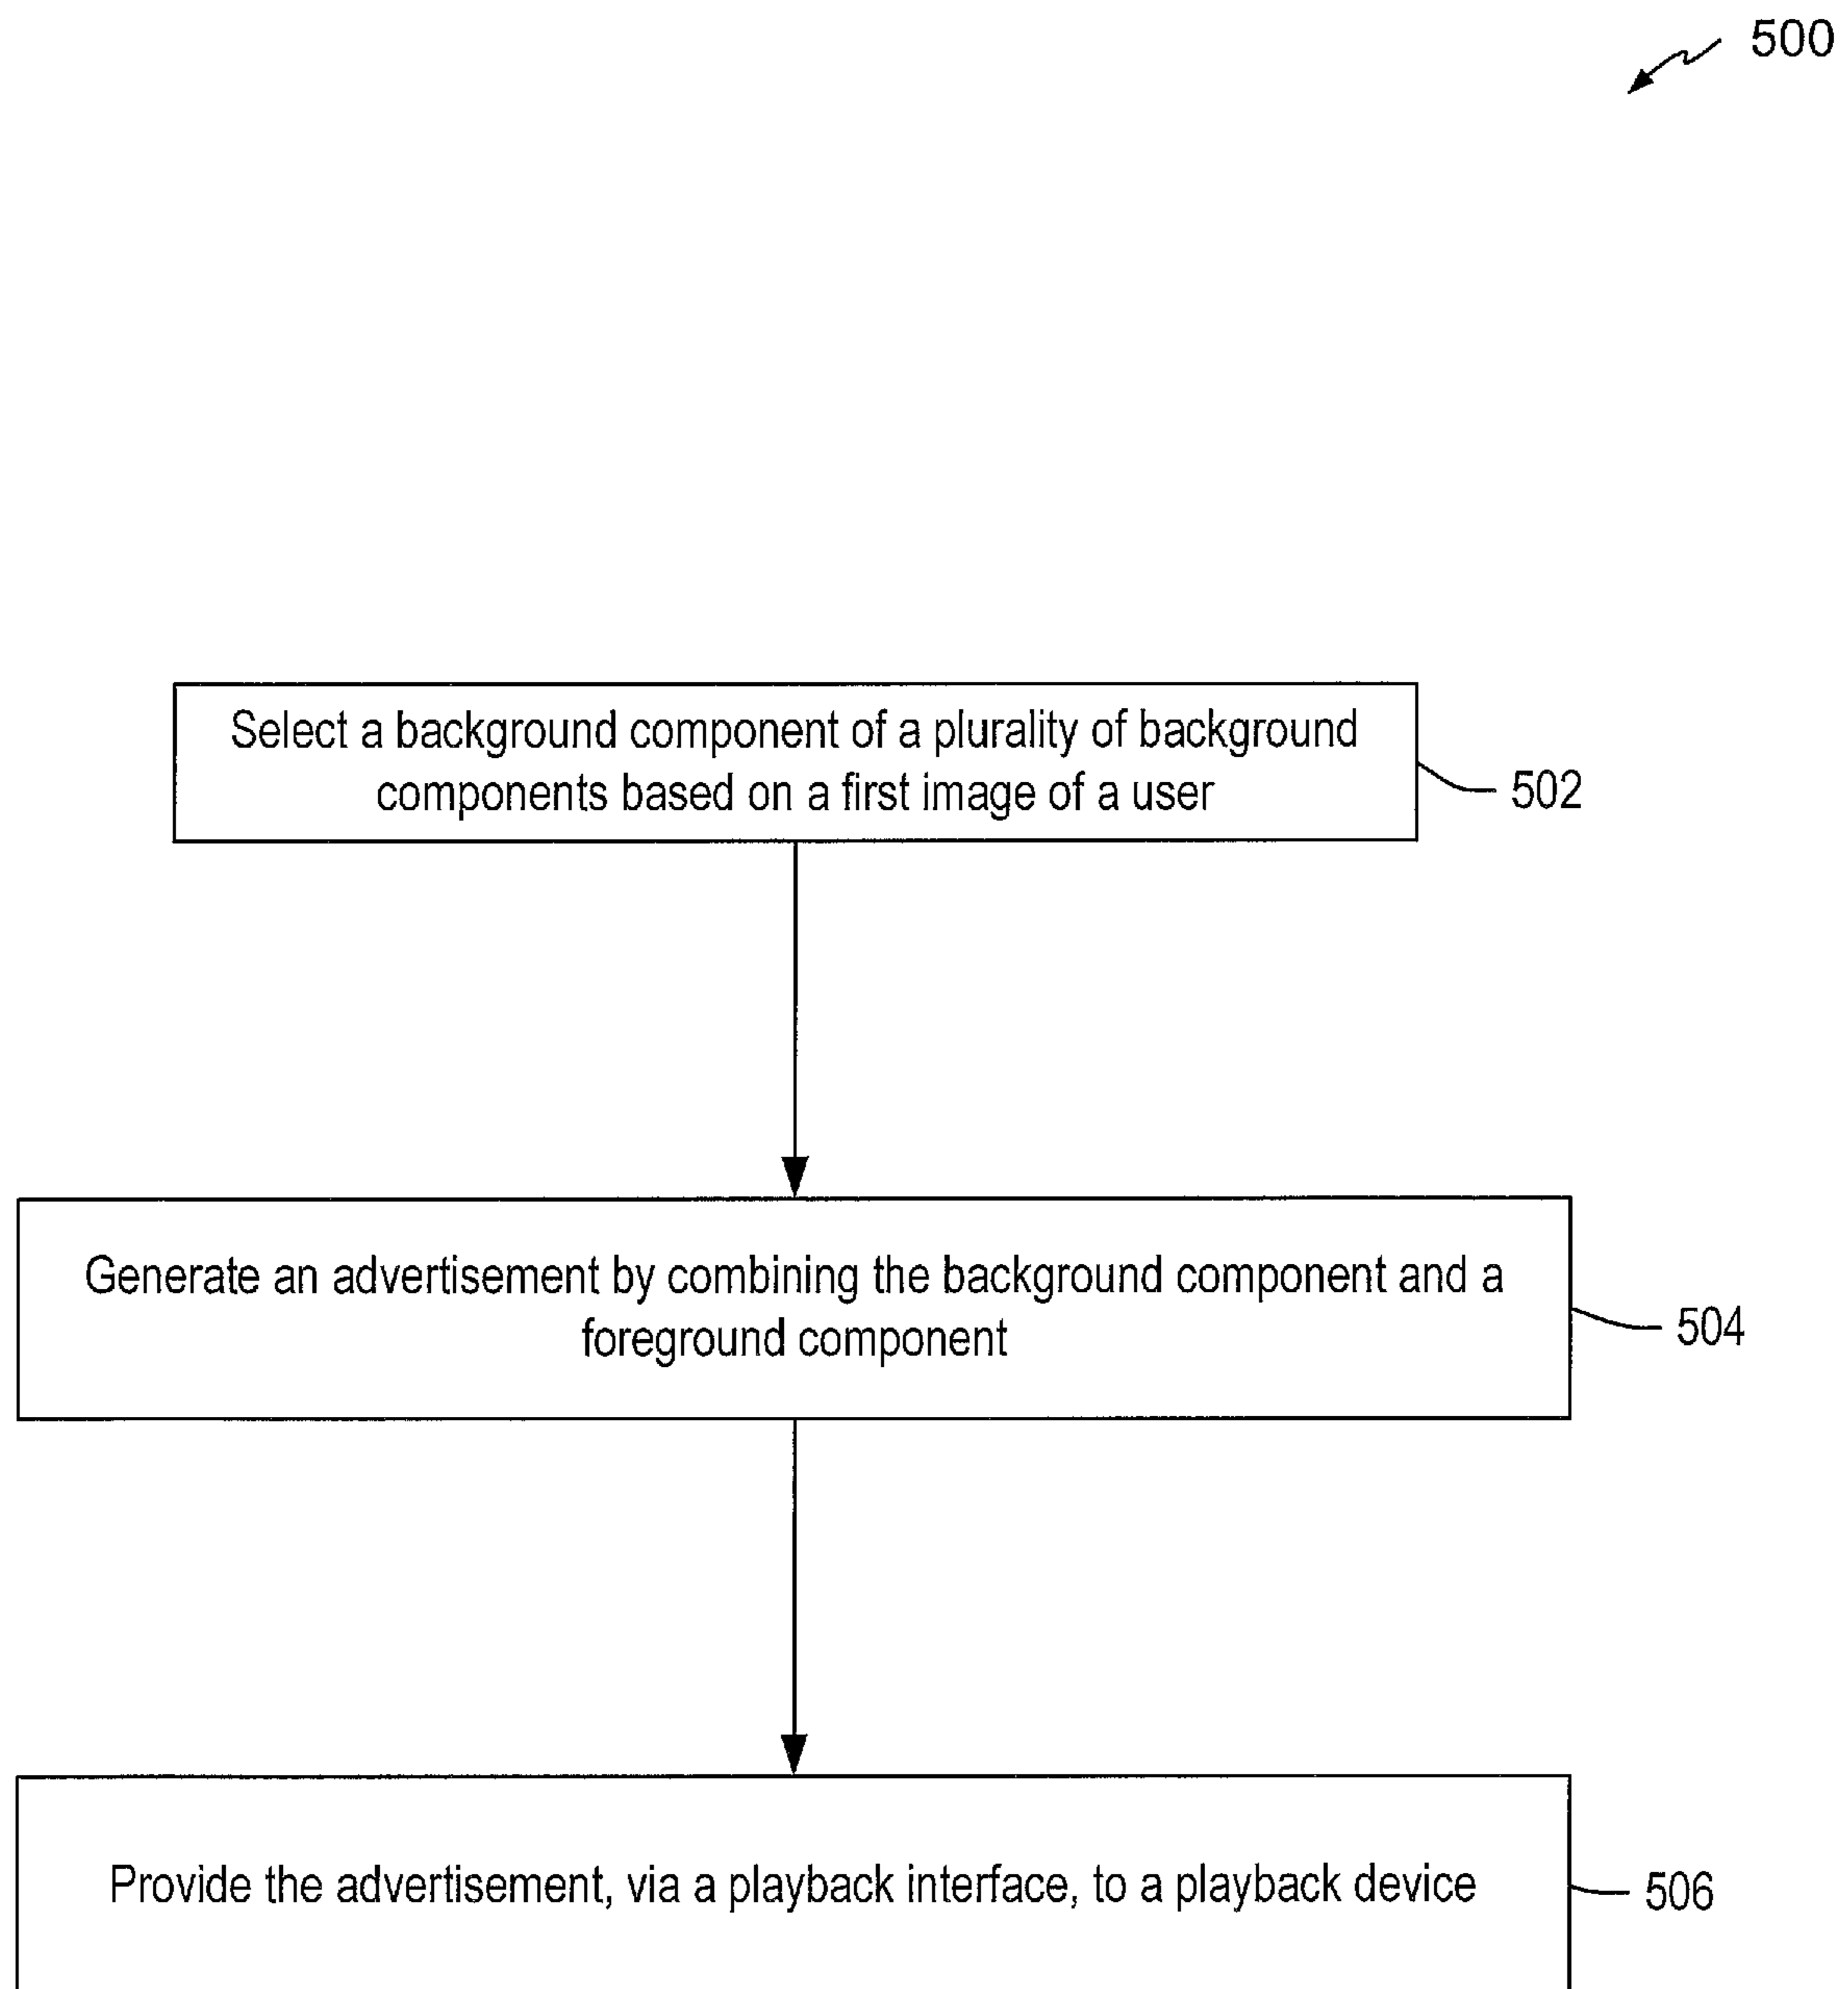 500
Select a background component of a plurality of background
components based on a first image of a user
502
Generate an advertisement by combining the background component and a
foreground component
504
Provide the advertisement, via a playback interface, to a playback device
506